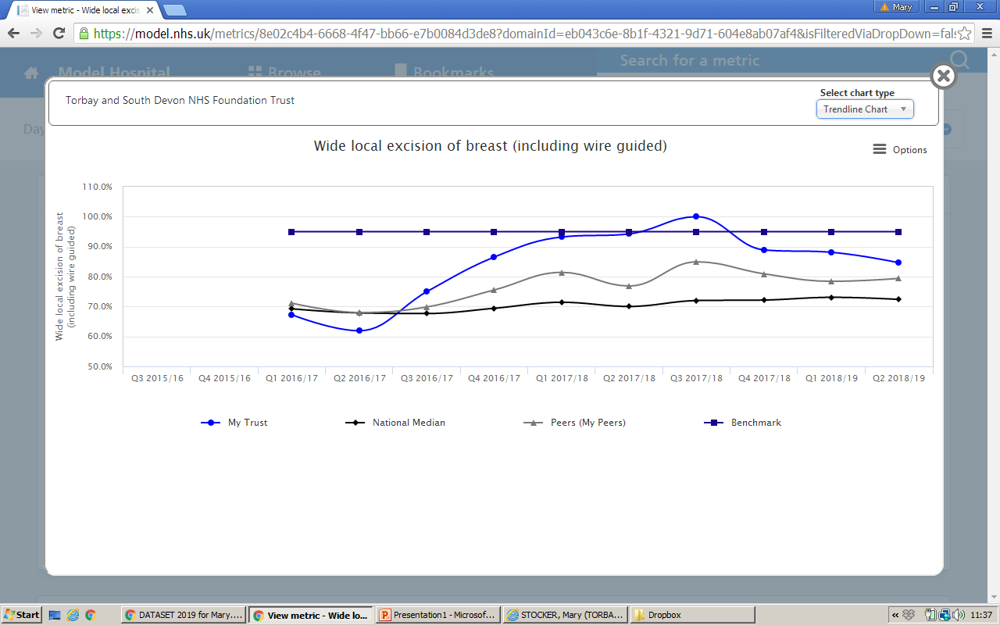 View metric - Wide local excis
Mary
https://model.nhs.uk/metrics/8e02c4b4-6668-4f47-bb66-e7b0084d3de8?domainId=eb043c6e-8b1f-4321-9d71-604e8ab07af4&isFilteredViaDropDown=fals
Model Hospital
Browse
Bookmarks
Search for a metric
Day
Torbay and South Devon NHS Foundation Trust
Select chart type
Trendline Chart
Wide local excision of breast (including wire guided)
Options
Wide local excision of breast
(including wire guided)
110.0%
100.0%
90.0%
80.0%
70.0%
60.0%
50.0%
Q3 2015/16 Q4 2015/16 Q1 2016/17 Q2 2016/17 Q3 2016/17 Q4 2016/17 Q1 2017/18 Q2 2017/18 Q3 2017/18 Q4 2017/18 Q1 2018/19 Q2 2018/19
My Trust National Median Peers (My Peers) Benchmark
Start DATASET 2019 for Mary.... View metric - Wide lo... Presentation1 - Microsof... STOCKER, Mary (TORBA... Dropbox « 11:37